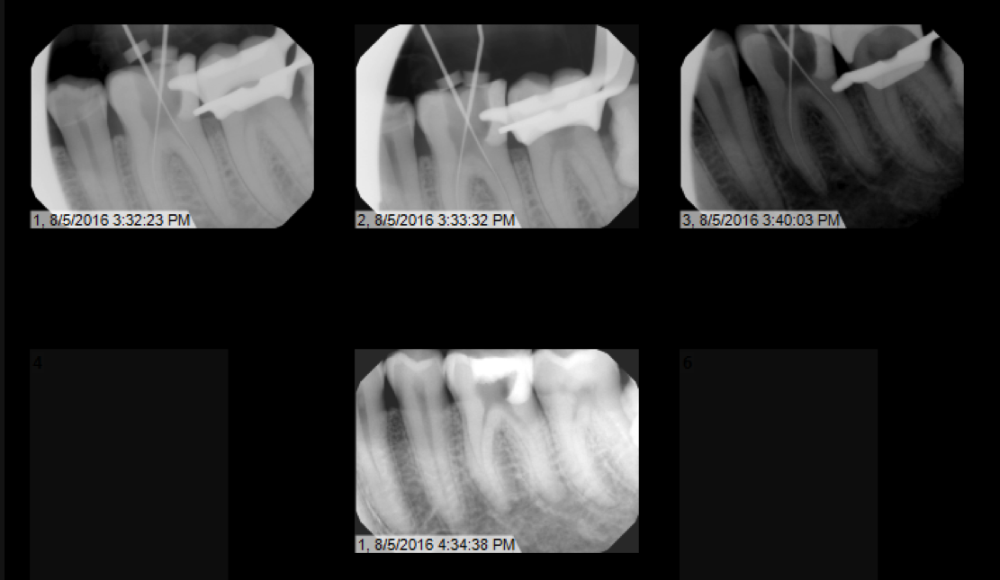 1, 8/5/2016 3:32:23 PM
2, 8/5/2016 3:33:32 PM
3, 8/5/2016 3:40:03 PM
4
6
1, 8/5/2016 4:34:38 PM